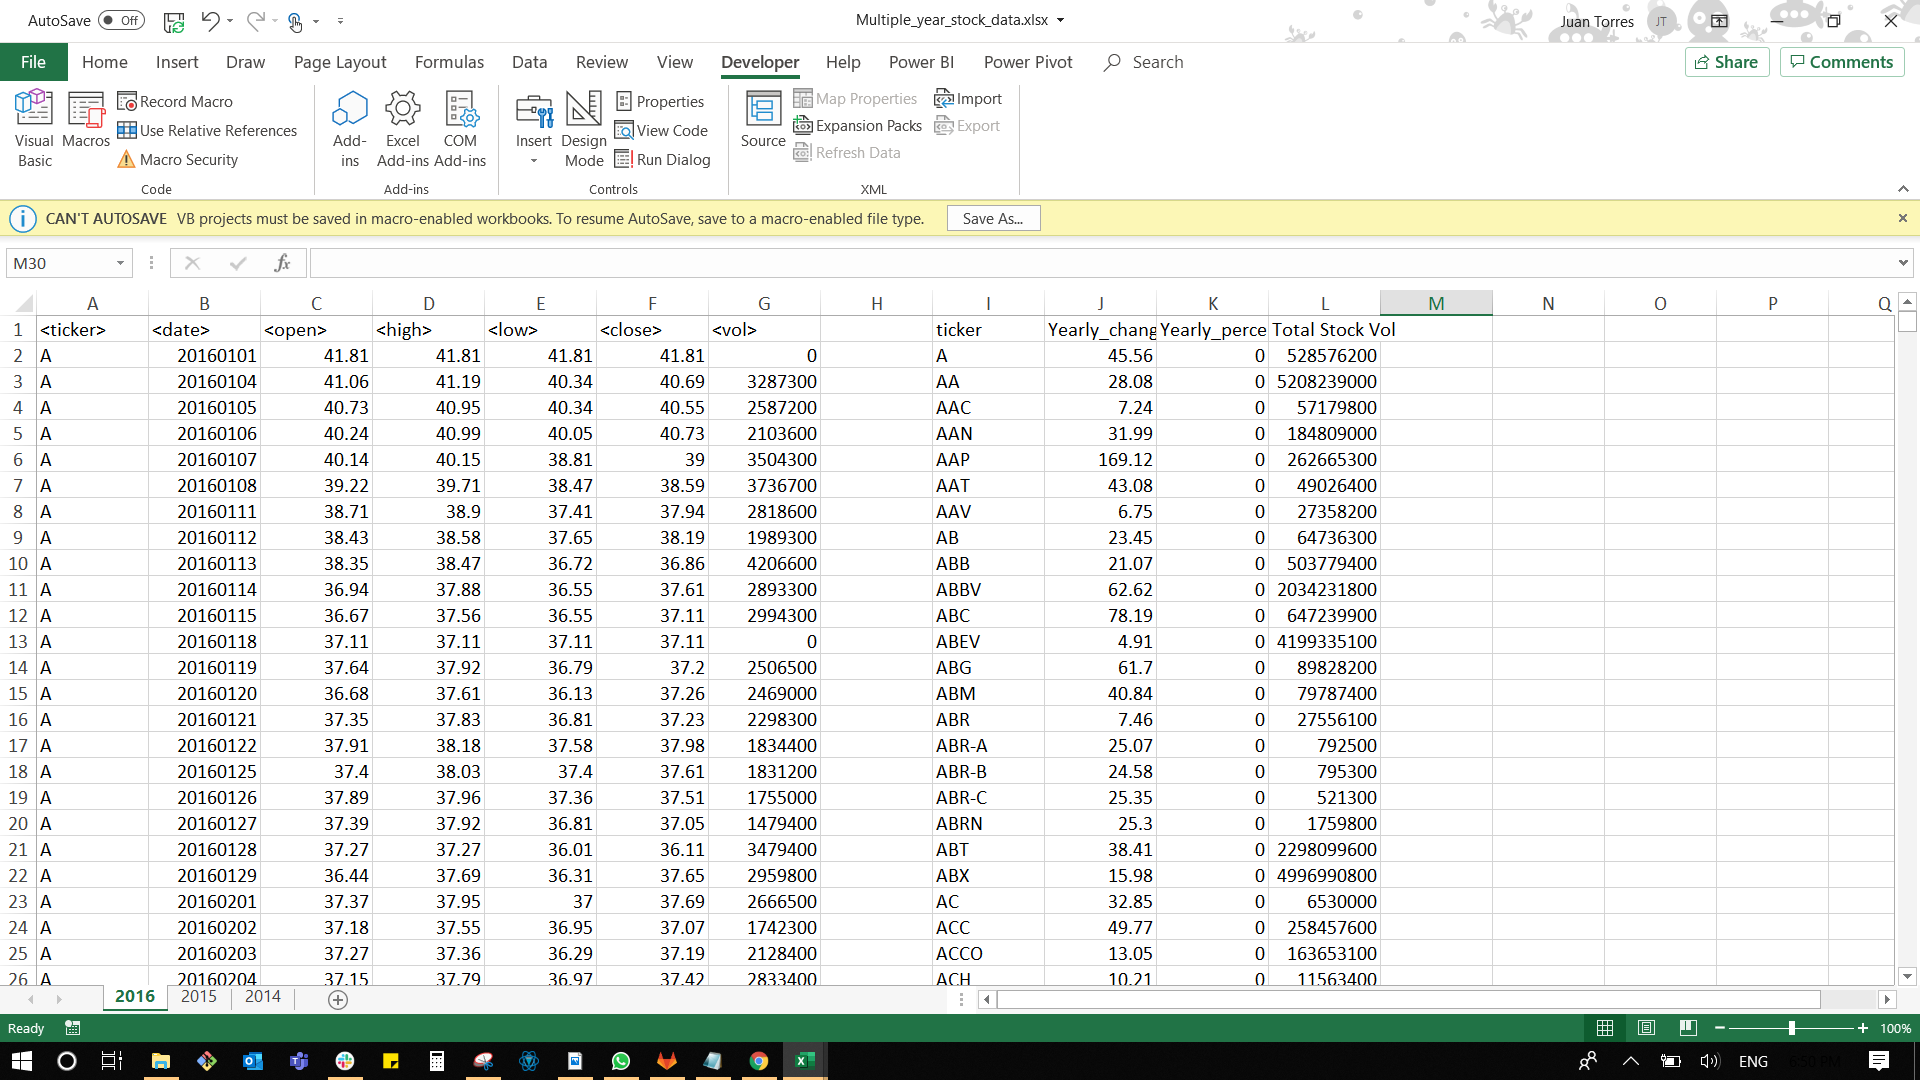 AutoSave Off Multiple_year_stock_data.xlsx Juan Torres JT
File Home Insert Draw Page Layout Formulas Data Review View Developer Help Power BI Power Pivot Search Share Comments
Visual Basic
Macros
Record Macro
Use Relative References
Macro Security
Code
Add-ins
Excel Add-ins
COM Add-ins
Add-ins
Insert
Design Mode
Properties
View Code
Run Dialog
Controls
Source
Map Properties
Expansion Packs
Refresh Data
Import
Export
XML
CAN'T AUTOSAVE VB projects must be saved in macro-enabled workbooks. To resume AutoSave, save to a macro-enabled file type. Save As...
M30 fx
A B C D E F G H I J K L M N O P Q
1 <ticker> <date> <open> <high> <low> <close> <vol> ticker Yearly_chang Yearly_perce Total Stock Vol
2 A 20160101 41.81 41.81 41.81 41.81 0 A 45.56 0 528576200
3 A 20160104 41.06 41.19 40.34 40.69 3287300 AA 28.08 0 5208239000
4 A 20160105 40.73 40.95 40.34 40.55 2587200 AAC 7.24 0 57179800
5 A 20160106 40.24 40.99 40.05 40.73 2103600 AAN 31.99 0 184809000
6 A 20160107 40.14 40.15 38.81 39 3504300 AAP 169.12 0 262665300
7 A 20160108 39.22 39.71 38.47 38.59 3736700 AAT 43.08 0 49026400
8 A 20160111 38.71 38.9 37.41 37.94 2818600 AAV 6.75 0 27358200
9 A 20160112 38.43 38.58 37.65 38.19 1989300 AB 23.45 0 64736300
10 A 20160113 38.35 38.47 36.72 36.86 4206600 ABB 21.07 0 503779400
11 A 20160114 36.94 37.88 36.55 37.61 2893300 ABBV 62.62 0 2034231800
12 A 20160115 36.67 37.56 36.55 37.11 2994300 ABC 78.19 0 647239900
13 A 20160118 37.11 37.11 37.11 37.11 0 ABEV 4.91 0 4199335100
14 A 20160119 37.64 37.92 36.79 37.2 2506500 ABG 61.7 0 89828200
15 A 20160120 36.68 37.61 36.13 37.26 2469000 ABM 40.84 0 79787400
16 A 20160121 37.35 37.83 36.81 37.23 2298300 ABR 7.46 0 27556100
17 A 20160122 37.91 38.18 37.58 37.98 1834400 ABR-A 25.07 0 792500
18 A 20160125 37.4 38.03 37.4 37.61 1831200 ABR-B 24.58 0 795300
19 A 20160126 37.89 37.96 37.36 37.51 1755000 ABR-C 25.35 0 521300
20 A 20160127 37.39 37.92 36.81 37.05 1479400 ABRN 25.3 0 1759800
21 A 20160128 37.27 37.27 36.01 36.11 3479400 ABT 38.41 0 2298099600
22 A 20160129 36.44 37.69 36.31 37.65 2959800 ABX 15.98 0 4996990800
23 A 20160201 37.37 37.95 37 37.69 2666500 AC 32.85 0 6530000
24 A 20160202 37.18 37.55 36.95 37.07 1742300 ACC 49.77 0 258457600
25 A 20160203 37.27 37.36 36.29 37.19 2128400 ACCO 13.05 0 163653100
26 A 20160204 37.15 37.79 36.97 37.42 2833400 ACH 10.21 0 11563400
2016 2015 2014
Ready 100%
ENG